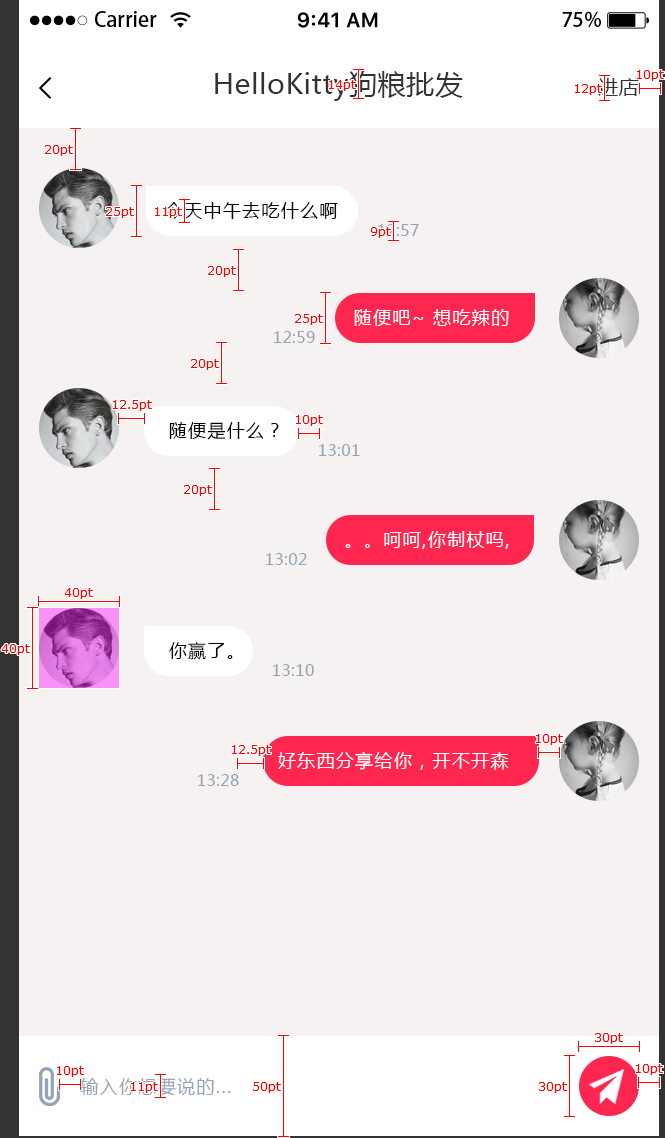 Carrier 9:41 AM 75%
HelloKitty狗粮批发 14pt 12pt 进店 10pt
20pt
25pt 11pt 今天中午去吃什么啊 9pt 12:57
20pt
12:59 25pt 随便吧~ 想吃辣的
20pt
12.5pt 随便是什么？ 10pt 13:01
20pt
13:02 。。呵呵,你制杖吗,
40pt
40pt 你赢了。 13:10
13:28 12.5pt 好东西分享给你，开不开森 10pt
10pt 输入你想要说的... 11pt 50pt 30pt 30pt 10pt